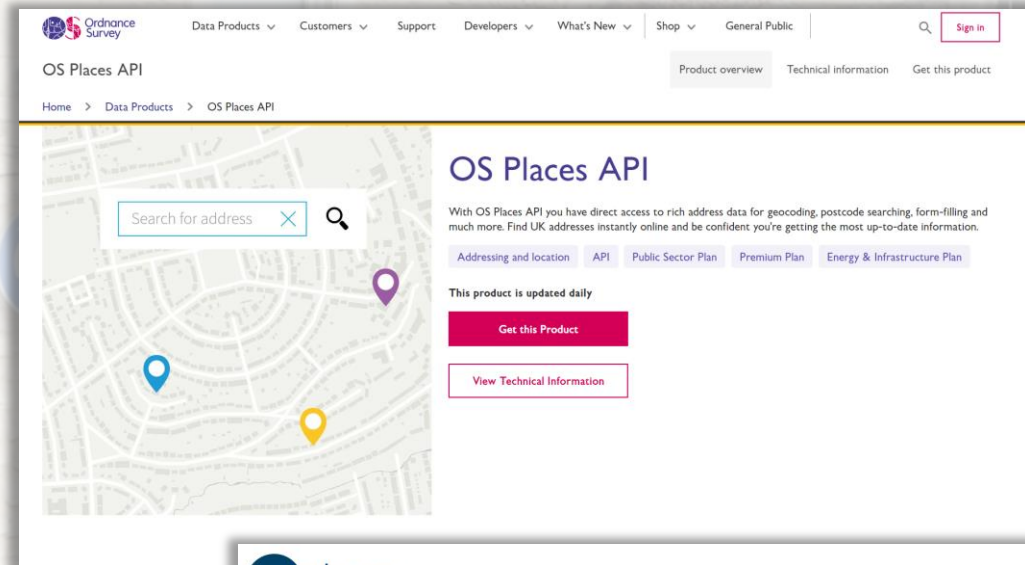 Ordnance
Survey
Data Products
Customers
Support
Developers
What's New
Shop
General Public
Sign in
OS Places API
Product overview
Technical information
Get this product
Home > Data Products > OS Places API
Search for address
OS Places API
With OS Places API you have direct access to rich address data for geocoding, postcode searching, form-filling and
much more. Find UK addresses instantly online and be confident you're getting the most up-to-date information.
Addressing and location
API
Public Sector Plan
Premium Plan
Energy & Infrastructure Plan
This product is updated daily
Get this Product
View Technical Information